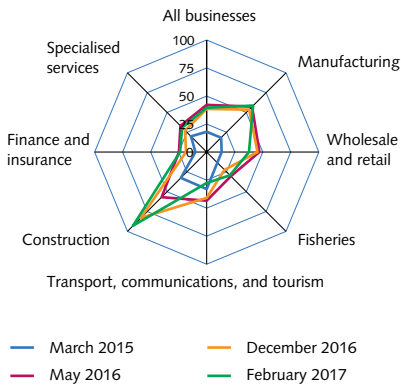 All businesses
100
Specialised
services
Manufacturing
75
50
25
0
Finance and
insurance
Wholesale
and retail
Construction
Fisheries
Transport, communications, and tourism
March 2015
December 2016
May 2016
February 2017